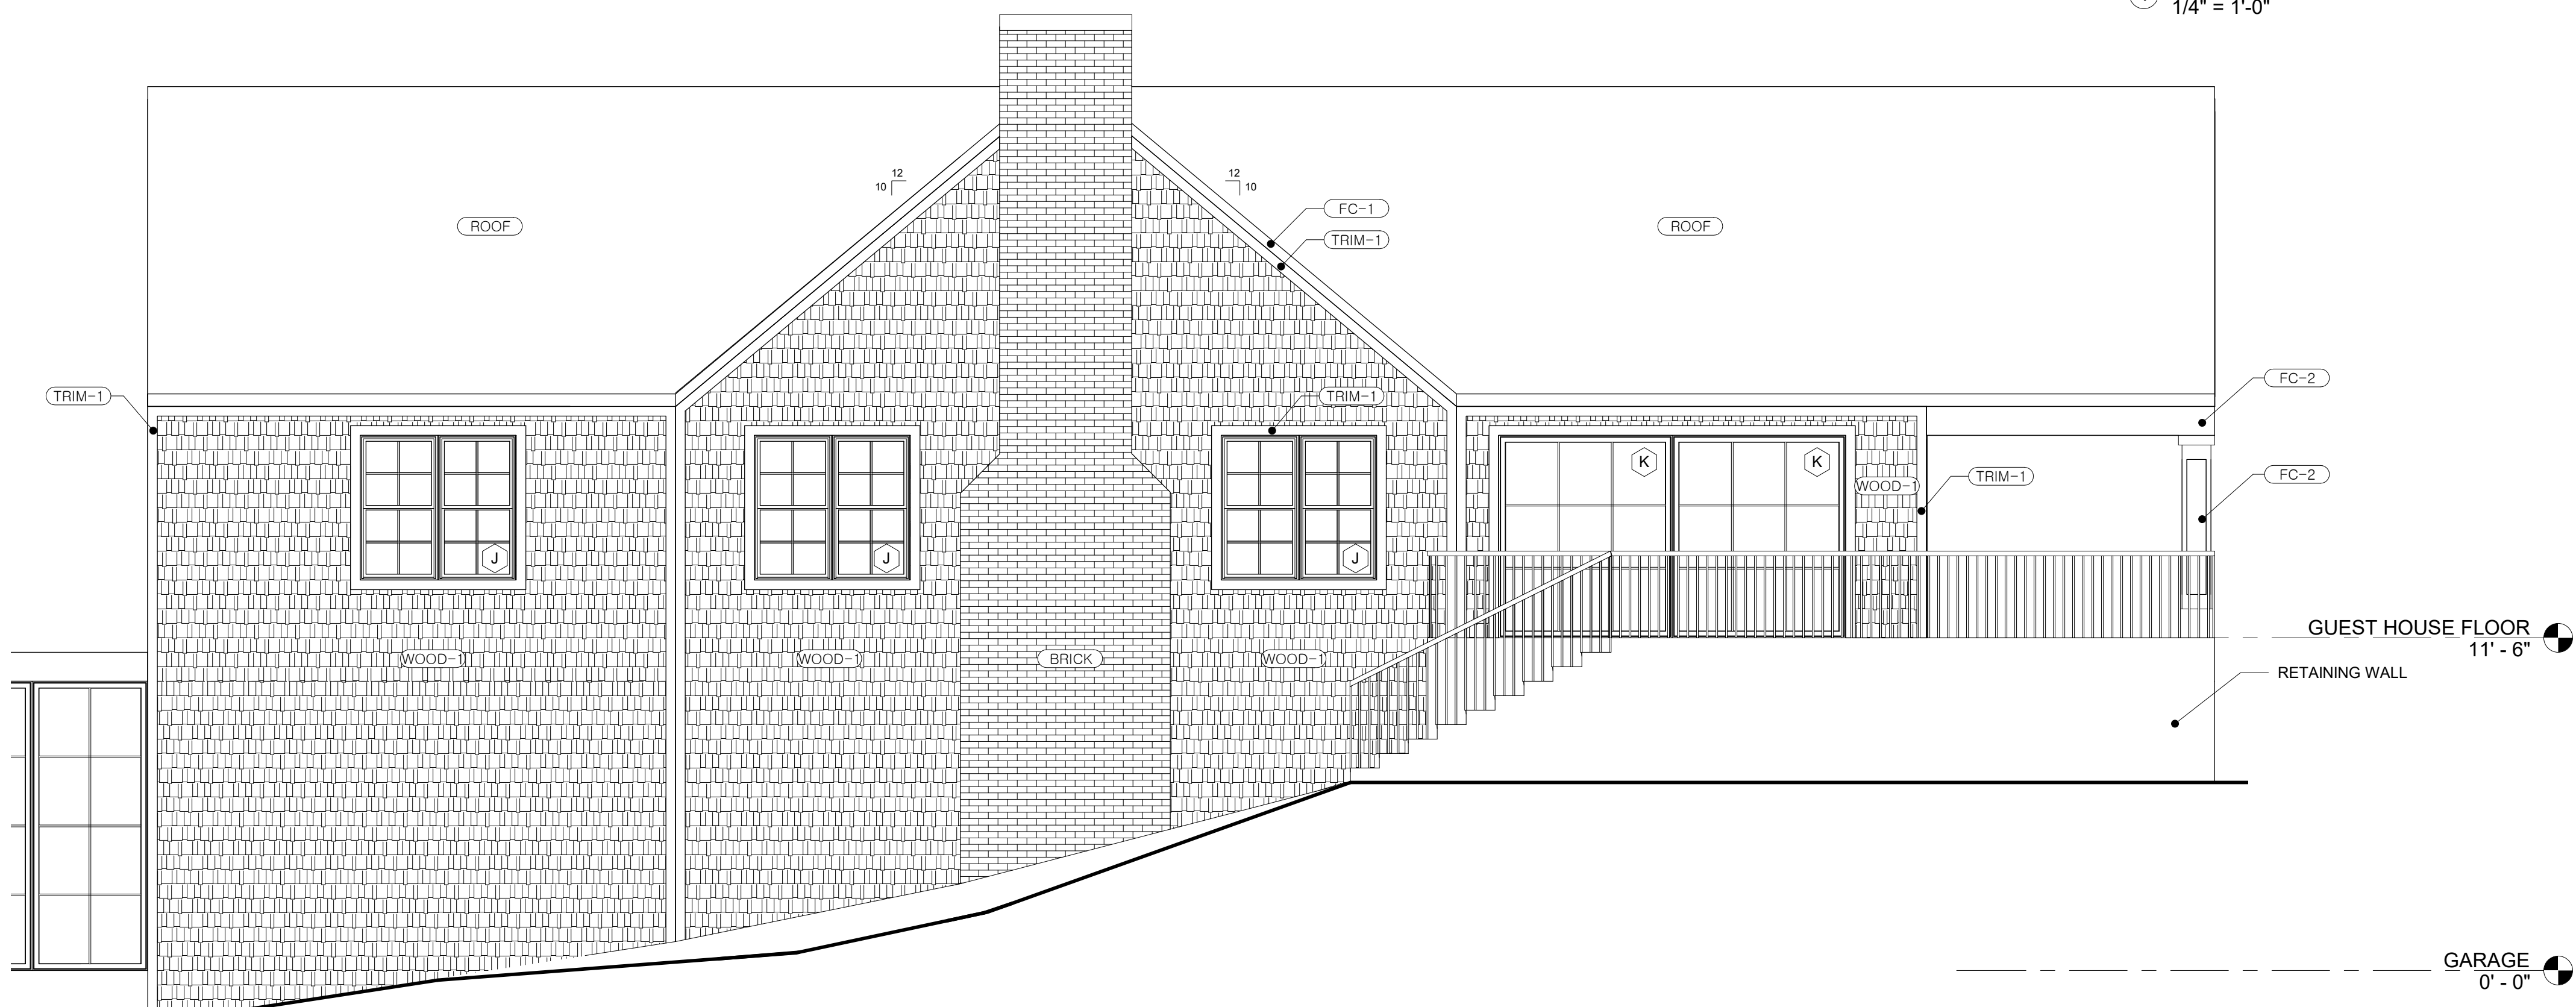 1/4" = 1'-0"
12
10
12
10
FC-1
ROOF
ROOF
TRIM-1
FC-2
TRIM-1
TRIM-1
K
K
FC-2
TRIM-1
WOOD-1
J
J
J
GUEST HOUSE FLOOR
11' - 6"
WOOD-1
WOOD-1
BRICK
WOOD-1
RETAINING WALL
GARAGE
0' - 0"